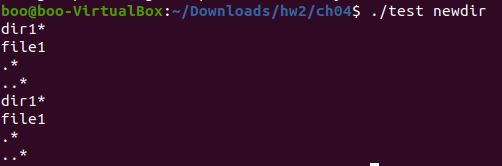 boo@boo-VirtualBox:~/Downloads/hw2/ch04$ ./test newdir
dir1*
file1
.*
..*
dir1*
file1
.*
..*